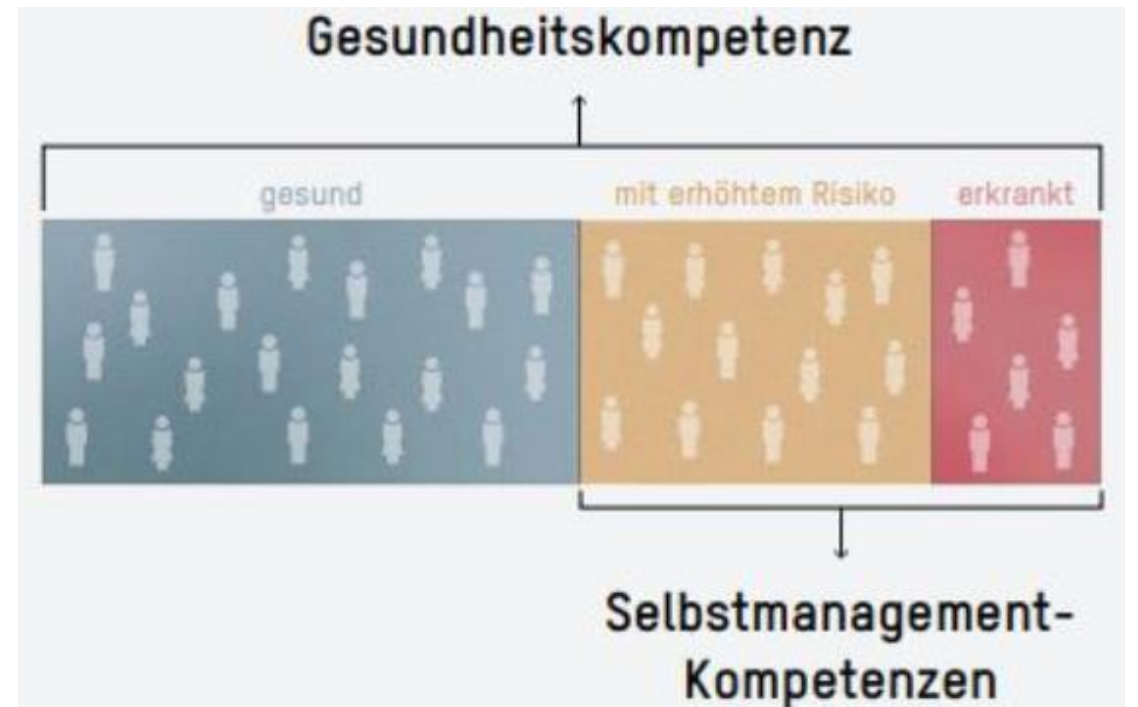 Gesundheitskompetenz
gesund
mit erhöhtem Risiko
erkrankt
Selbstmanagement-
Kompetenzen